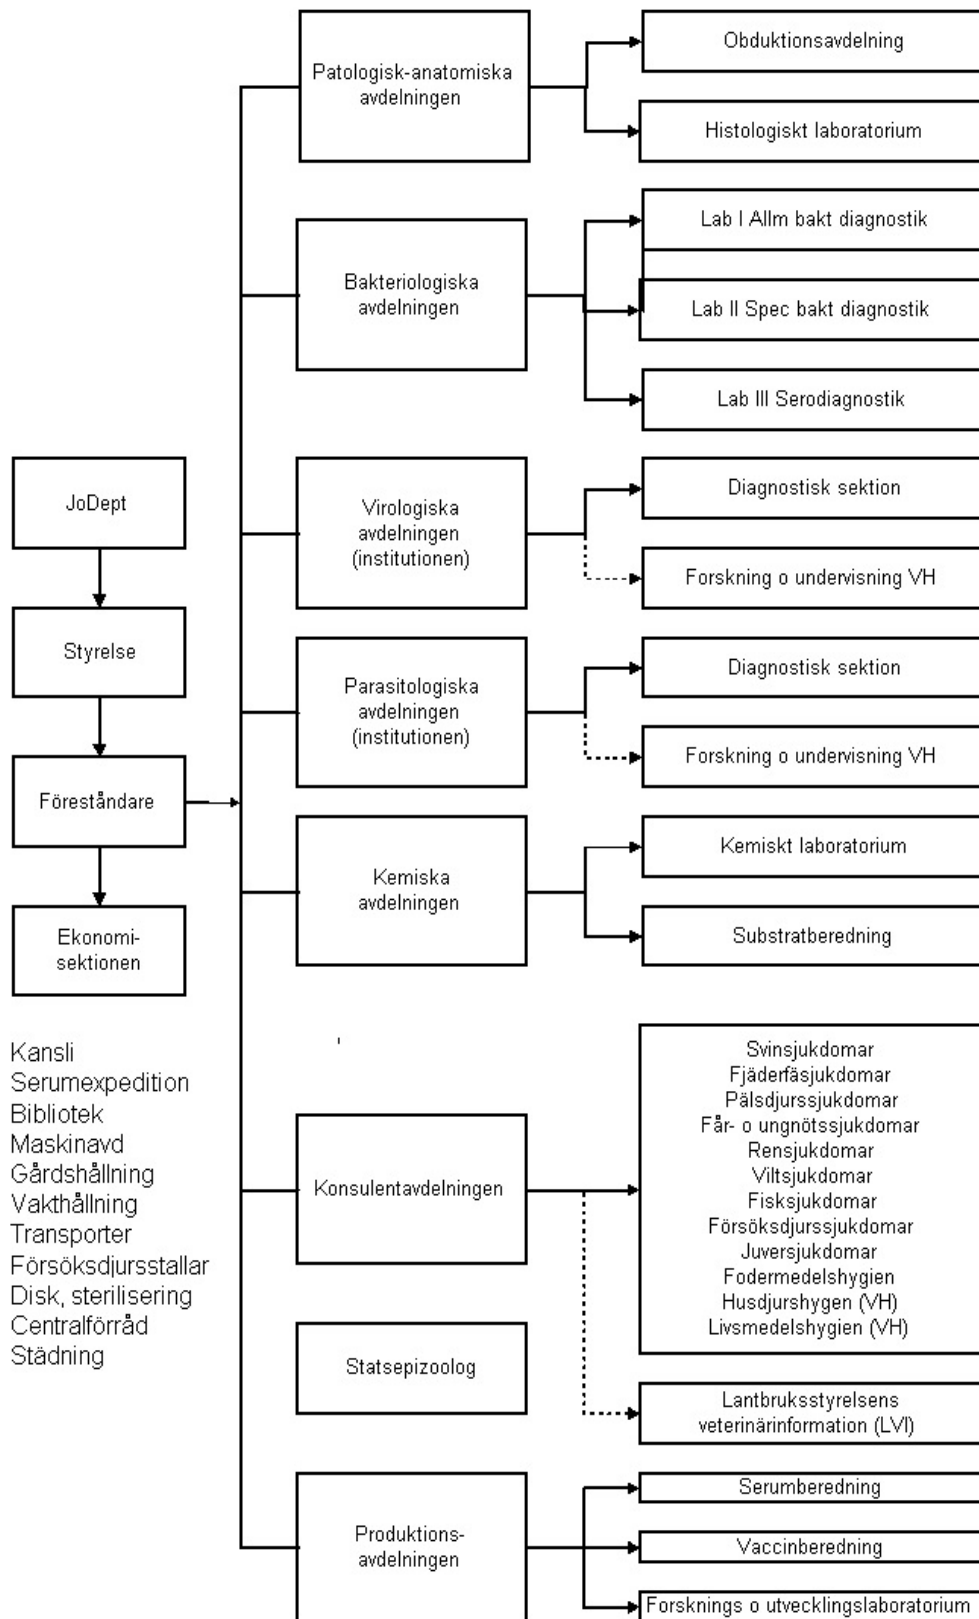 JoDept
Styrelse
Föreståndare
Ekonomi-
sektionen
Kansli
Serumexpedition
Bibliotek
Maskinavd
Gårdshållning
Vakthållning
Transporter
Försöksdjursstallar
Disk, sterilisering
Centralförråd
Städning
Patologisk-anatomiska
avdelningen
Obduktionsavdelning
Histologiskt laboratorium
Bakteriologiska
avdelningen
Lab I Allm bakt diagnostik
Lab II Spec bakt diagnostik
Lab III Serodiagnostik
Virologiska
avdelningen
(institutionen)
Diagnostisk sektion
Forskning o undervisning VH
Parasitologiska
avdelningen
(institutionen)
Diagnostisk sektion
Forskning o undervisning VH
Kemiska
avdelningen
Kemiskt laboratorium
Substratberedning
Konsulentavdelningen
Svinsjukdomar
Fjäderfäsjukdomar
Pälsdjurssjukdomar
Får- o ungnötssjukdomar
Rensjukdomar
Viltsjukdomar
Fisksjukdomar
Försöksdjurssjukdomar
Juversjukdomar
Fodermedelshygien
Husdjurshygen (VH)
Livsmedelshygien (VH)
Lantbruksstyrelsens
veterinärinformation (LVI)
Statsepizoolog
Produktions-
avdelningen
Serumberedning
Vaccinberedning
Forsknings o utvecklingslaboratorium